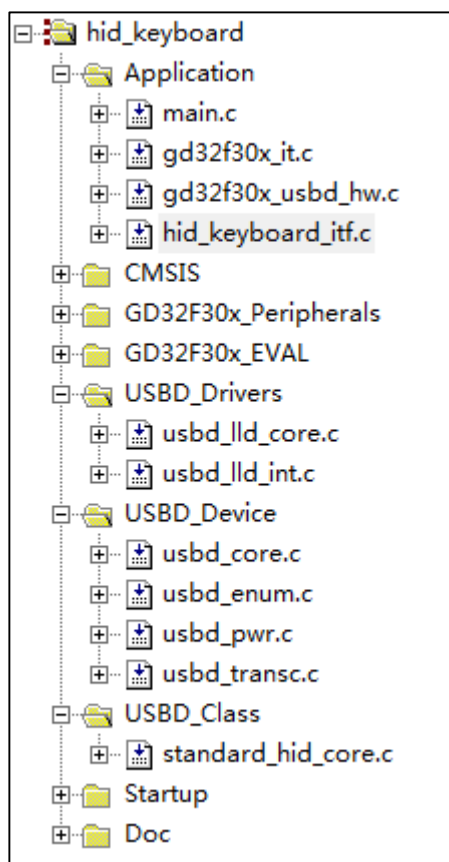 hid_keyboard
Application
main.c
gd32f30x_it.c
gd32f30x_usbd_hw.c
hid_keyboard_itf.c
CMSIS
GD32F30x_Peripherals
GD32F30x_EVAL
USBD_Drivers
usbd_lld_core.c
usbd_lld_int.c
USBD_Device
usbd_core.c
usbd_enum.c
usbd_pwr.c
usbd_transc.c
USBD_Class
standard_hid_core.c
Startup
Doc